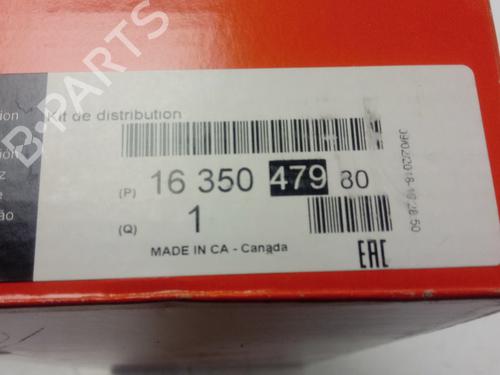 B-PARTS
Kit de distribution
(P) 16 350 479 80
(Q) 1
MADE IN CA - Canada
EAC